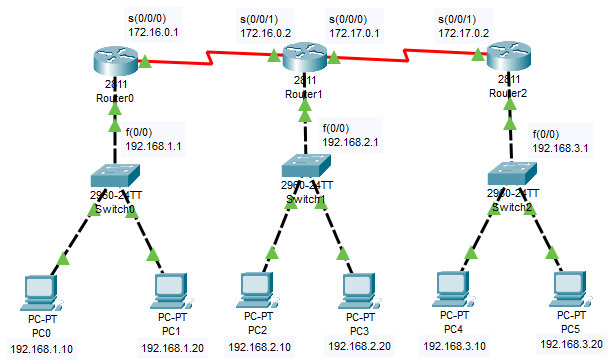 s(0/0/0)
172.16.0.1
s(0/0/1)
172.16.0.2
s(0/0/0)
172.17.0.1
s(0/0/1)
172.17.0.2
2811
Router0
2811
Router1
2811
Router2
f(0/0)
192.168.1.1
f(0/0)
192.168.2.1
f(0/0)
192.168.3.1
2960-24TT
Switch0
2960-24TT
Switch1
2960-24TT
Switch2
PC-PT
PC0
192.168.1.10
PC-PT
PC1
192.168.1.20
PC-PT
PC2
192.168.2.10
PC-PT
PC3
192.168.2.20
PC-PT
PC4
192.168.3.10
PC-PT
PC5
192.168.3.20